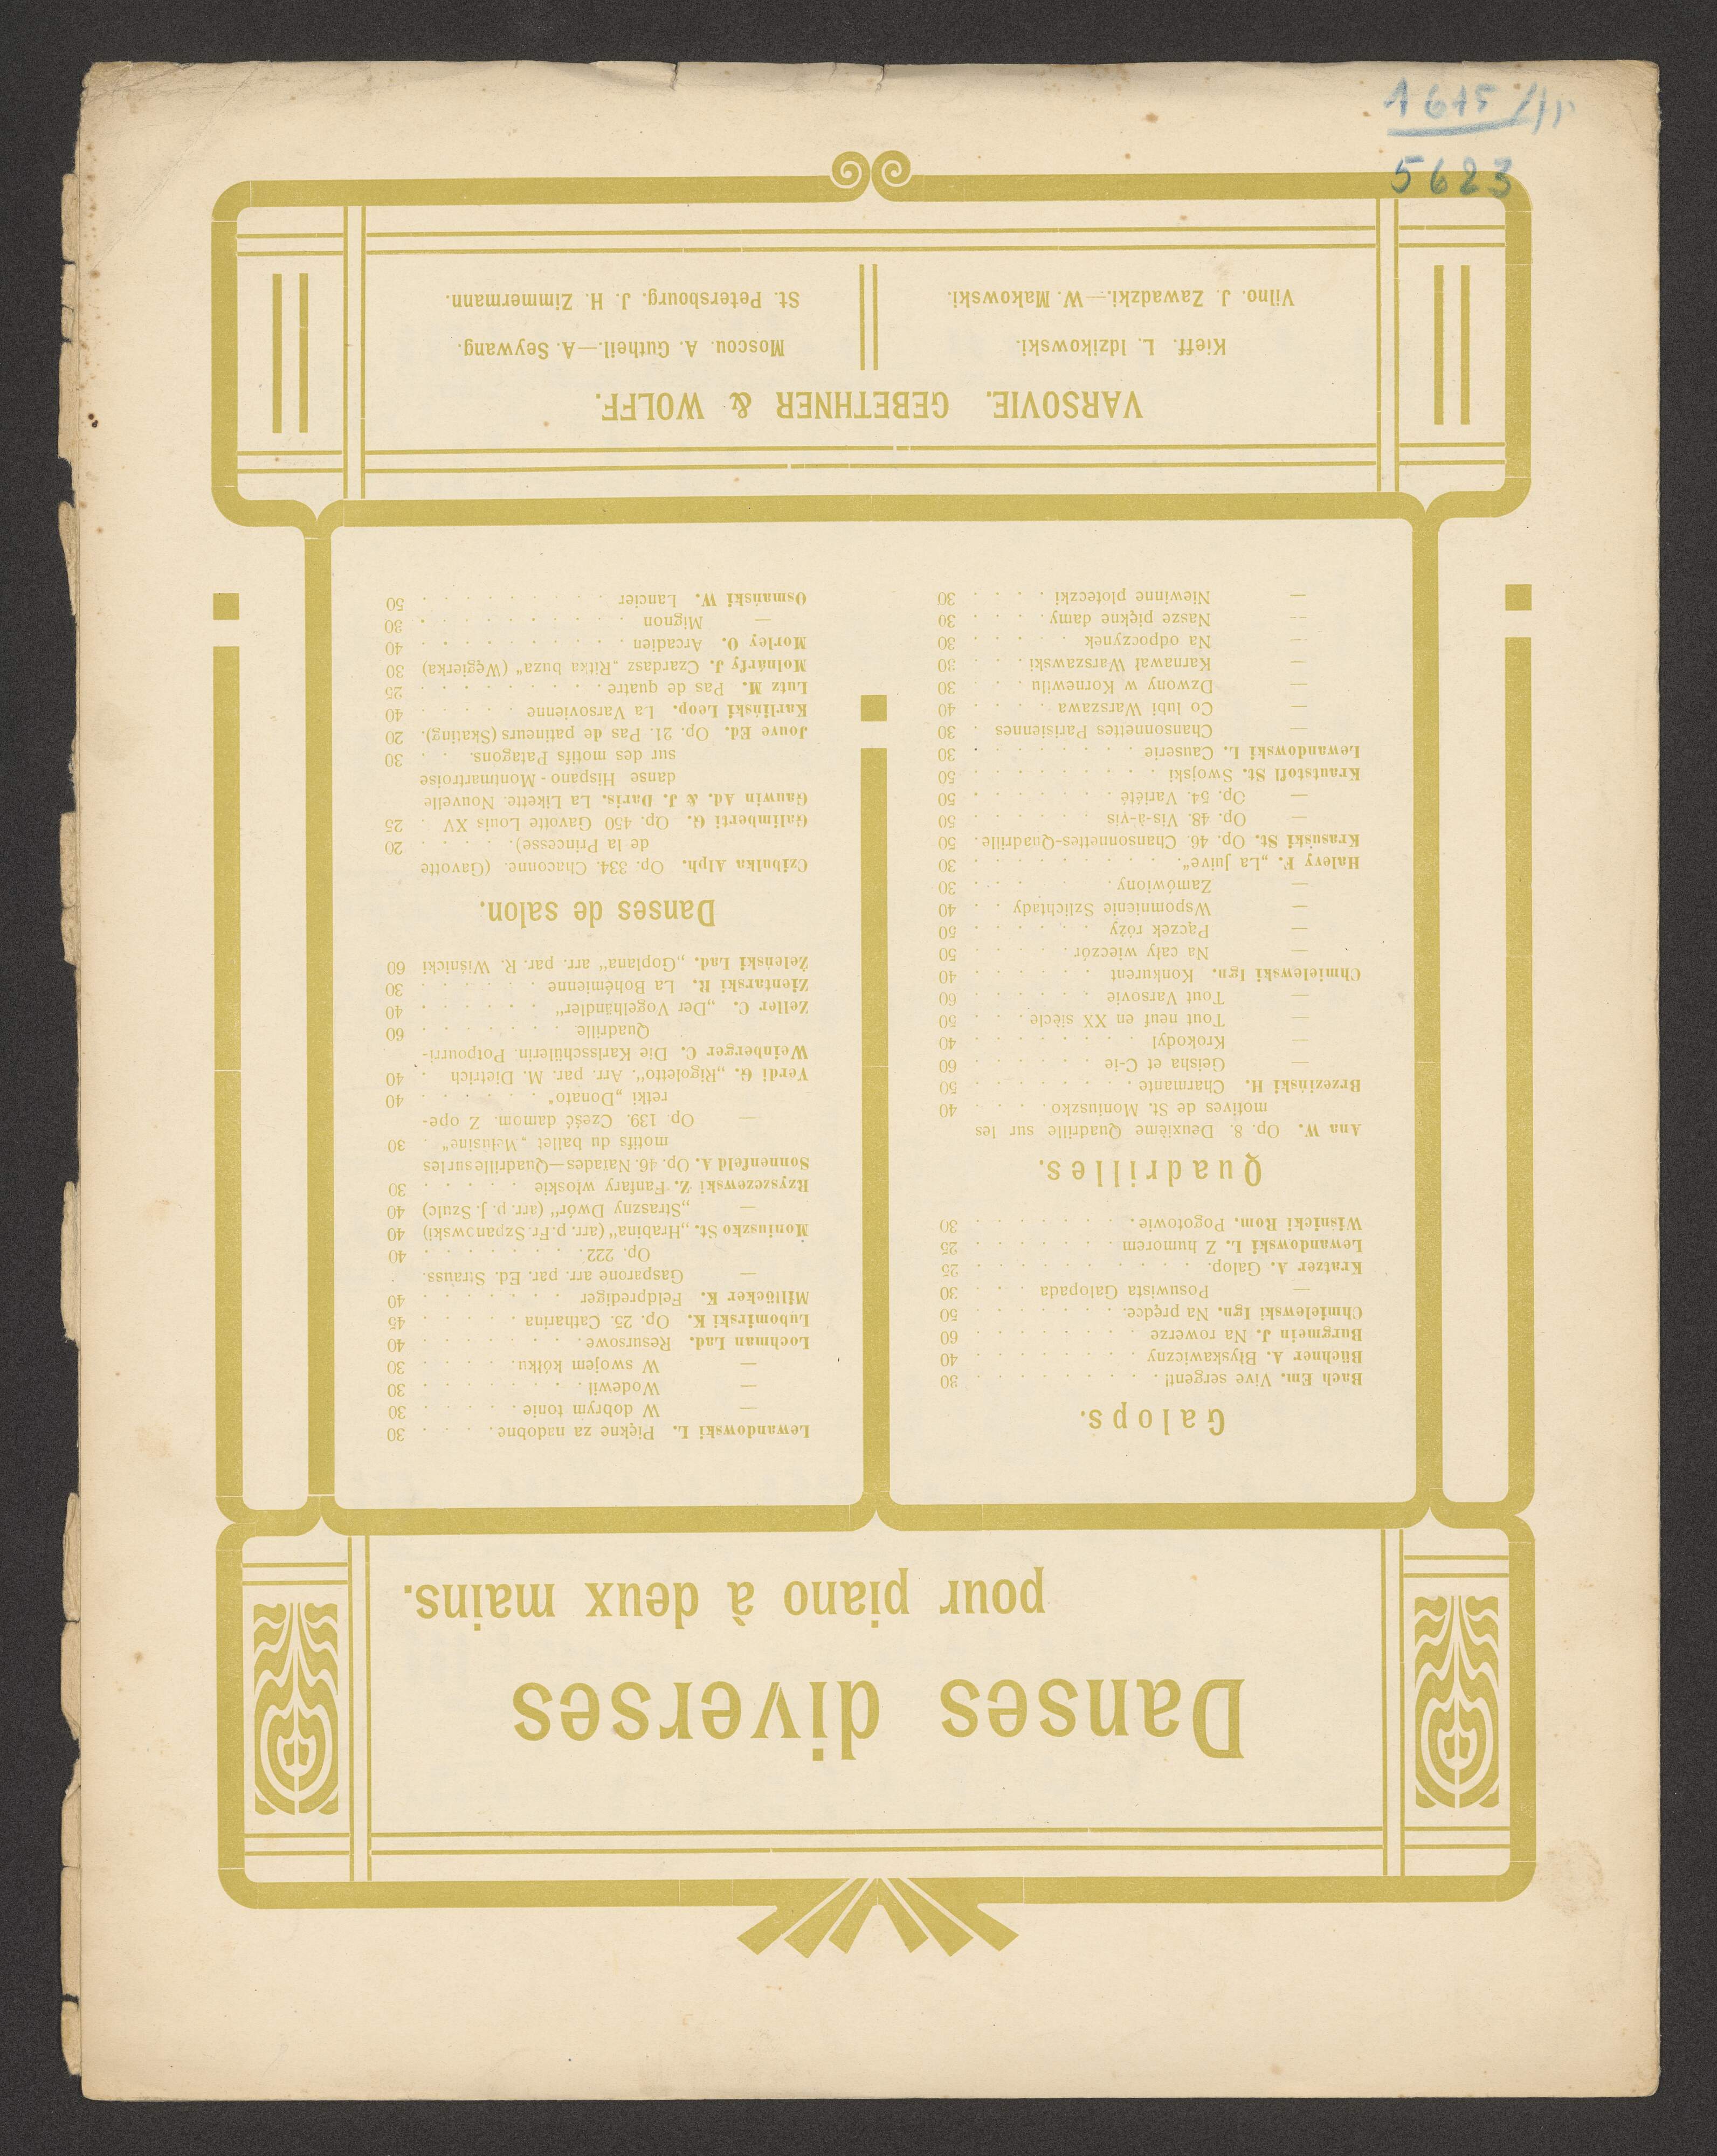 Danses diverses
pour piano à deux mains.
Galops.
Bach Em. Vive sergent! . . . 30
Büchner A. Błyskawiczny . . . 40
Burgmein J. Na rowerze . . . 60
Chmielewski Ign. Na prędce. . . . 50
— Posuwista Galopada . . . 30
Kratzer A. Galop. . . . 25
Lewandowski L. Z humorem . . . 25
Wiśnicki Rom. Pogotowie . . . 30
Quadrilles.
Ana W. Op. 8. Deuxième Quadrille sur les
motives de St. Moniuszko . . . 40
Brzeziński H. Charmante . . . 50
— Geisha et C-ie . . . 60
— Krokodyl . . . 40
— Tout neuf en XX siècle . . . 50
— Tout Varsovie . . . 60
Chmielewski Ign. Konkurent . . . 40
— Na cały wieczór . . . 50
— Pączek róży . . . 50
— Wspomnienie Szlichtady . . . 40
— Zamówiony . . . 30
Halevy F. „La Juive“ . . . 30
Krasuski St. Op. 46. Chansonnettes-Quadrille . 50
— Op. 48. Vis-à-vis . . . 50
— Op. 54. Variété . . . 50
Krautstofl St. Swojski . . . 50
Lewandowski L. Causerie . . . 30
— Chansonnettes Parisiennes . 30
— Co lubi Warszawa . . . 40
— Dzwony w Kornewilu . . . 30
— Karnawał Warszawski . . . 30
— Na odpoczynek . . . 30
— Nasze piękne damy . . . 30
— Niewinne ploteczki . . . 30
Lewandowski L. Piękne za nadobne . . . 30
— W dobrym tonie . . . 30
— Wodewil . . . 30
— W swojem kółku . . . 30
Lochman Lad. Resursowe . . . 40
Lubomirski K. Op. 25. Catharina . . . 45
Millöcker K. Feldprediger . . . 40
— Gasparone arr. par. Ed. Strauss.
Op. 222 . . . 40
Moniuszko St. „Hrabina“ (arr. p. Fr. Szpanowski) 40
— „Straszny Dwór“ (arr. p. J. Szulc) 40
Rzyszczewski Z. Fanfary włoskie . . . 30
Sonnenfeld A. Op. 46. Naïades—Quadrille sur les
motifs du ballet „Melusine“ . 30
— Op. 139. Cześć damom. Z ope-
retki „Donato“ . . . 40
Verdi G. „Rigoletto“. Arr. par. M. Dietrich . 40
Weinberger C. Die Karlsschülerin. Potpourri-
Quadrille . . . 60
Zeller C. „Der Vogelhändler“ . . . 40
Zientarski R. La Bohémienne . . . 30
Żeleński Lad. „Goplana“ arr. par. R. Wiśnicki 60
Danses de salon.
Czibulka Alph. Op. 334. Chaconne. (Gavotte
de la Princesse) . . . 20
Galimberti G. Op. 450 Gavotte Louis XV . 25
Gauwin Ad. & J. Daris. La Likette. Nouvelle
danse Hispano-Montmartroise
sur des motifs Patagons. . . 30
Jouve Ed. Op. 21. Pas de patineurs (Skating). 20
Karliński Leop. La Varsovienne . . . 40
Lutz M. Pas de quatre . . . 25
Molnárfy J. Czardasz „Ritka buza“ (Węgierka) 30
Morley O. Arcadien . . . 40
— Mignon . . . 30
Osmański W. Lancier . . . 50
VARSOVIE. GEBETHNER & WOLFF.
Kieff. L. Idzikowski.
Vilno. J. Zawadzki.—W. Makowski.
Moscou. A. Gutheil.—A. Seywang.
St. Petersbourg. J. H. Zimmermann.
5623